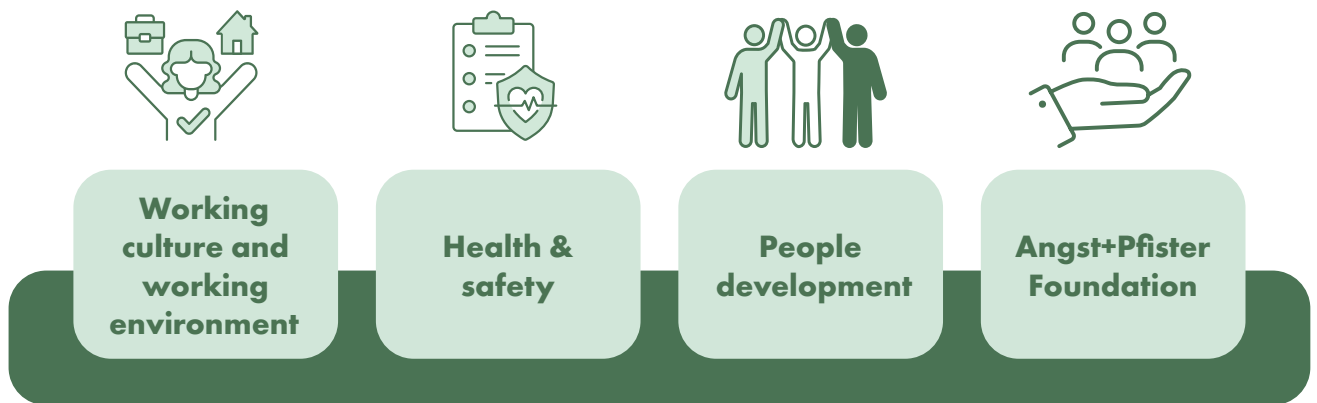 Working
culture and
working
environment
Health &
safety
People
development
Angst+Pfister
Foundation